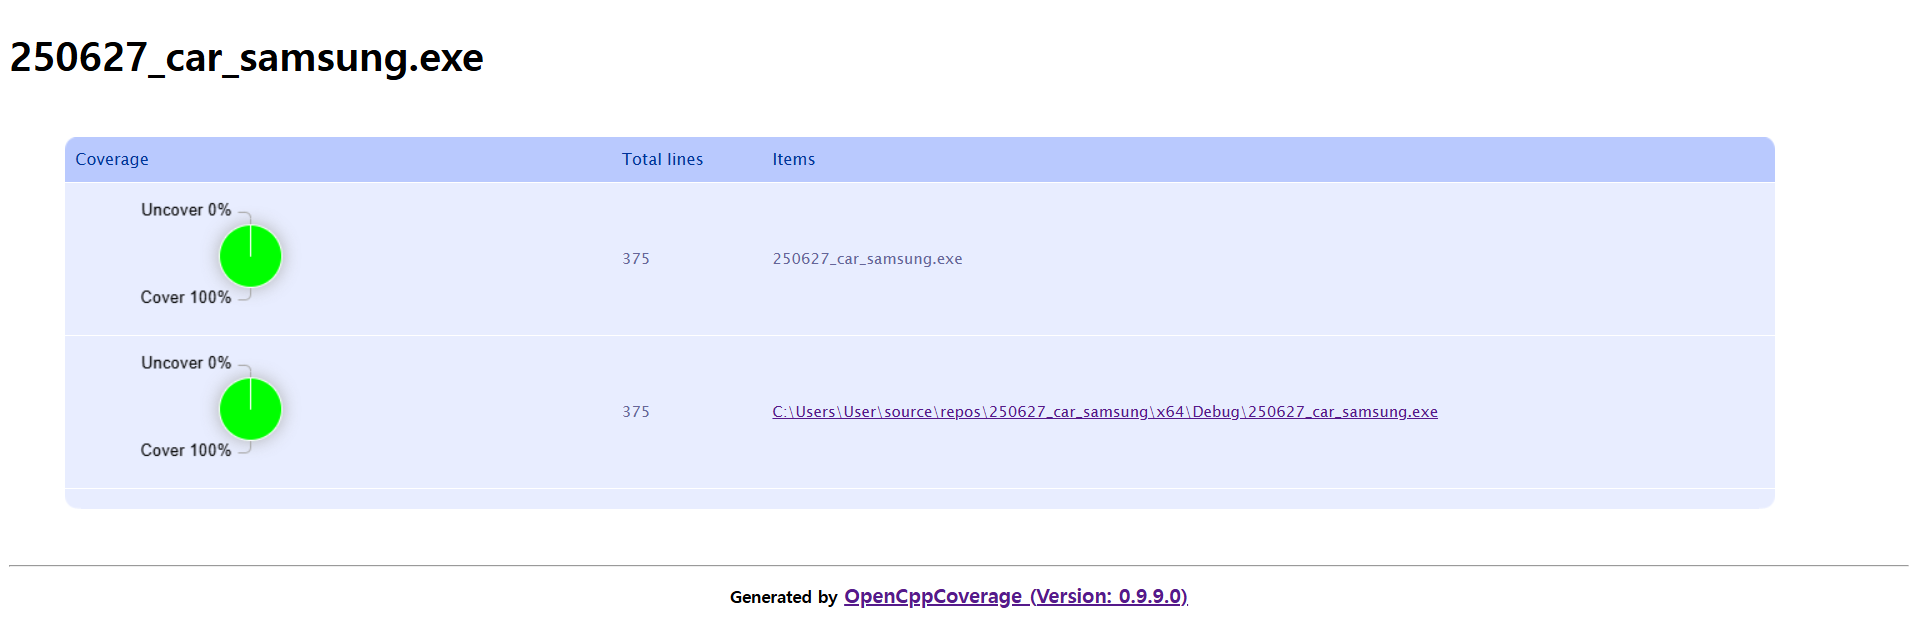 250627_car_samsung.exe
Coverage Total lines Items
Uncover 0%
375 250627_car_samsung.exe
Cover 100%
Uncover 0%
375 C:\Users\User\source\repos\250627_car_samsung\x64\Debug\250627_car_samsung.exe
Cover 100%
Generated by OpenCppCoverage (Version: 0.9.9.0)